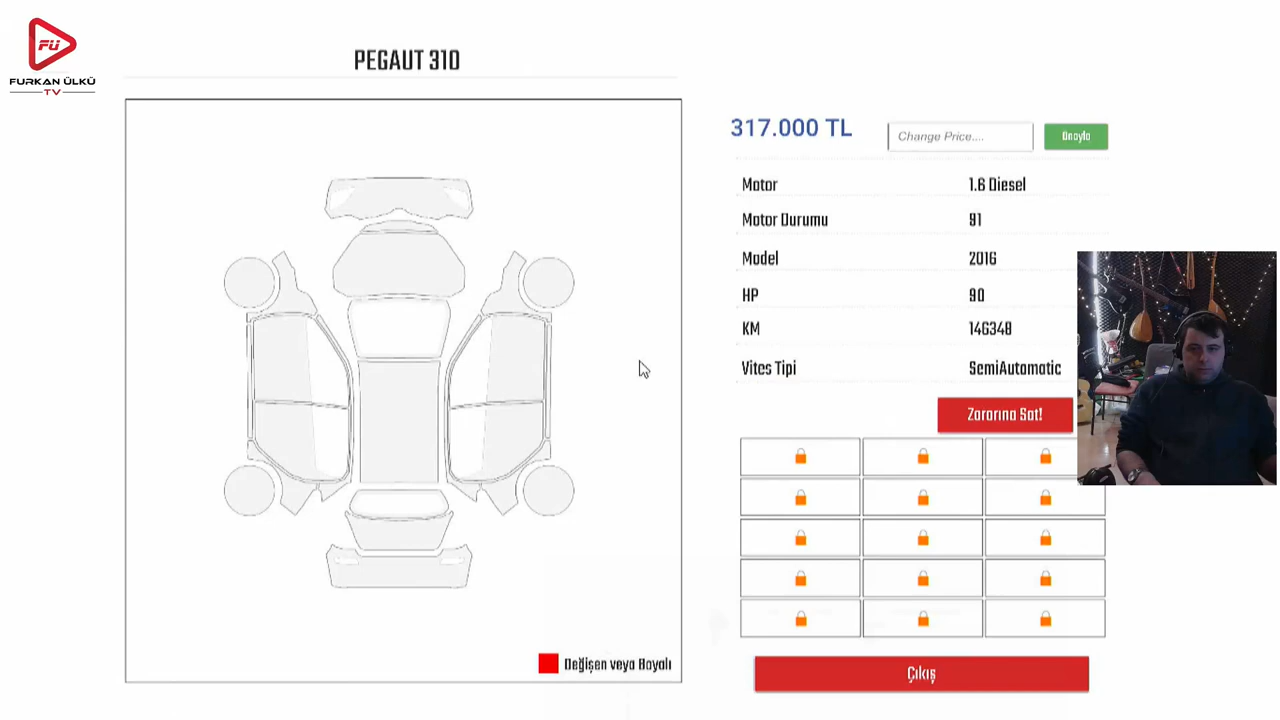 FU
FURKAN ÜLKÜ
TV
PEGAUT 310
317.000 TL
Change Price....
Onayla
Motor 1.6 Diesel
Motor Durumu 91
Model 2016
HP 90
KM 146348
Vites Tipi SemiAutomatic
Zararına Sat!
Değişen veya Boyalı
Çıkış